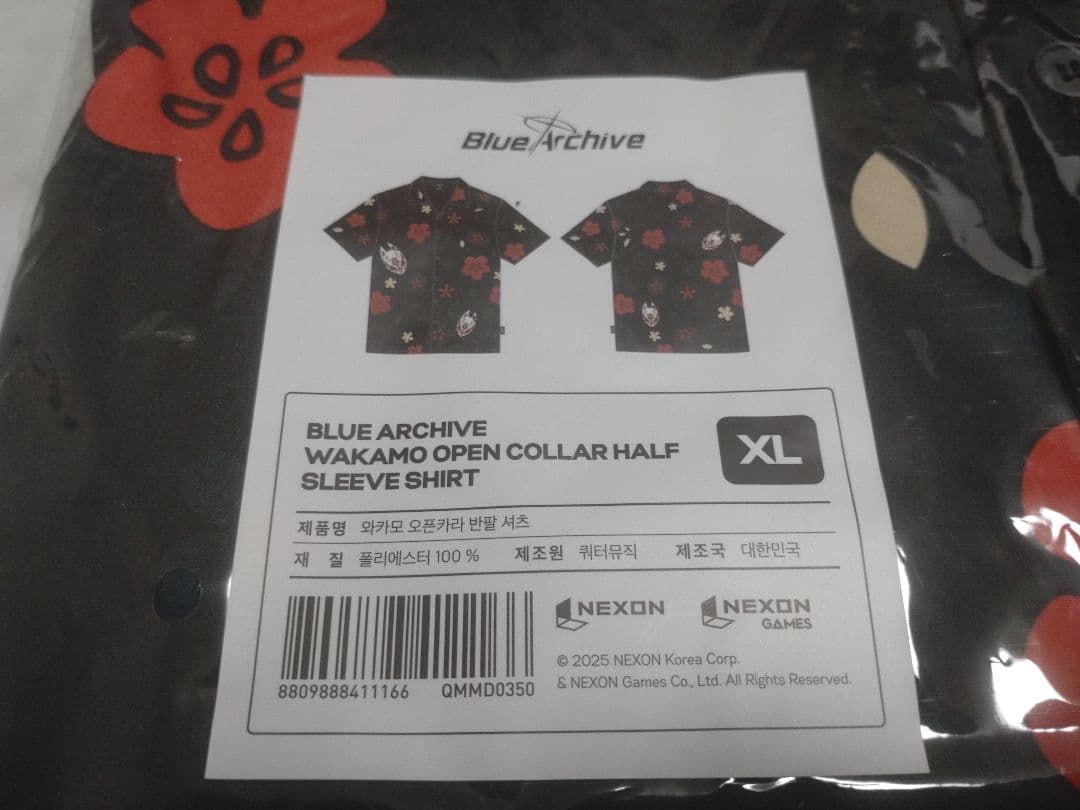 Blue Archive
BLUE ARCHIVE
WAKAMO OPEN COLLAR HALF
SLEEVE SHIRT
XL
제품명 와카모 오픈카라 반팔 셔츠
재 질 폴리에스터 100 % 제조원 쿼터뮤직 제조국 대한민국
NEXON NEXON GAMES
8809888411166 QMMD0350
© 2025 NEXON Korea Corp.
& NEXON Games Co., Ltd. All Rights Reserved.